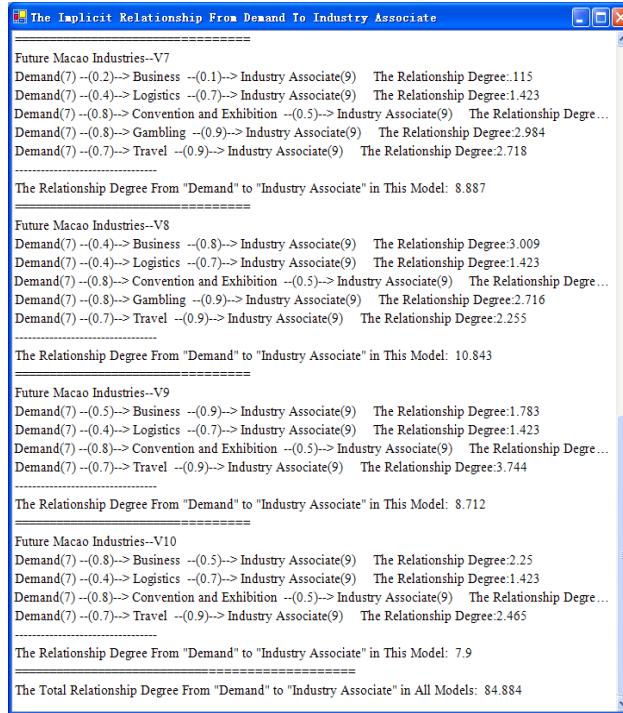 The Implicit Relationship From Demand To Industry Associate
==================================
Future Macao Industries--V7
Demand(7) --(0.2)--> Business --(0.1)--> Industry Associate(9) The Relationship Degree:.115
Demand(7) --(0.4)--> Logistics --(0.7)--> Industry Associate(9) The Relationship Degree:1.423
Demand(7) --(0.8)--> Convention and Exhibition --(0.5)--> Industry Associate(9) The Relationship Degre…
Demand(7) --(0.8)--> Gambling --(0.9)--> Industry Associate(9) The Relationship Degree:2.984
Demand(7) --(0.7)--> Travel --(0.9)--> Industry Associate(9) The Relationship Degree:2.718
---------------------------------
The Relationship Degree From "Demand" to "Industry Associate" in This Model: 8.887
==================================
Future Macao Industries--V8
Demand(7) --(0.4)--> Business --(0.8)--> Industry Associate(9) The Relationship Degree:3.009
Demand(7) --(0.4)--> Logistics --(0.7)--> Industry Associate(9) The Relationship Degree:1.423
Demand(7) --(0.8)--> Convention and Exhibition --(0.5)--> Industry Associate(9) The Relationship Degre…
Demand(7) --(0.8)--> Gambling --(0.9)--> Industry Associate(9) The Relationship Degree:2.716
Demand(7) --(0.7)--> Travel --(0.9)--> Industry Associate(9) The Relationship Degree:2.255
---------------------------------
The Relationship Degree From "Demand" to "Industry Associate" in This Model: 10.843
==================================
Future Macao Industries--V9
Demand(7) --(0.5)--> Business --(0.9)--> Industry Associate(9) The Relationship Degree:1.783
Demand(7) --(0.4)--> Logistics --(0.7)--> Industry Associate(9) The Relationship Degree:1.423
Demand(7) --(0.8)--> Convention and Exhibition --(0.5)--> Industry Associate(9) The Relationship Degre…
Demand(7) --(0.7)--> Travel --(0.9)--> Industry Associate(9) The Relationship Degree:3.744
---------------------------------
The Relationship Degree From "Demand" to "Industry Associate" in This Model: 8.712
==================================
Future Macao Industries--V10
Demand(7) --(0.8)--> Business --(0.5)--> Industry Associate(9) The Relationship Degree:2.25
Demand(7) --(0.4)--> Logistics --(0.7)--> Industry Associate(9) The Relationship Degree:1.423
Demand(7) --(0.8)--> Convention and Exhibition --(0.5)--> Industry Associate(9) The Relationship Degre…
Demand(7) --(0.7)--> Travel --(0.9)--> Industry Associate(9) The Relationship Degree:2.465
---------------------------------
The Relationship Degree From "Demand" to "Industry Associate" in This Model: 7.9
=================================================
The Total Relationship Degree From "Demand" to "Industry Associate" in All Models: 84.884